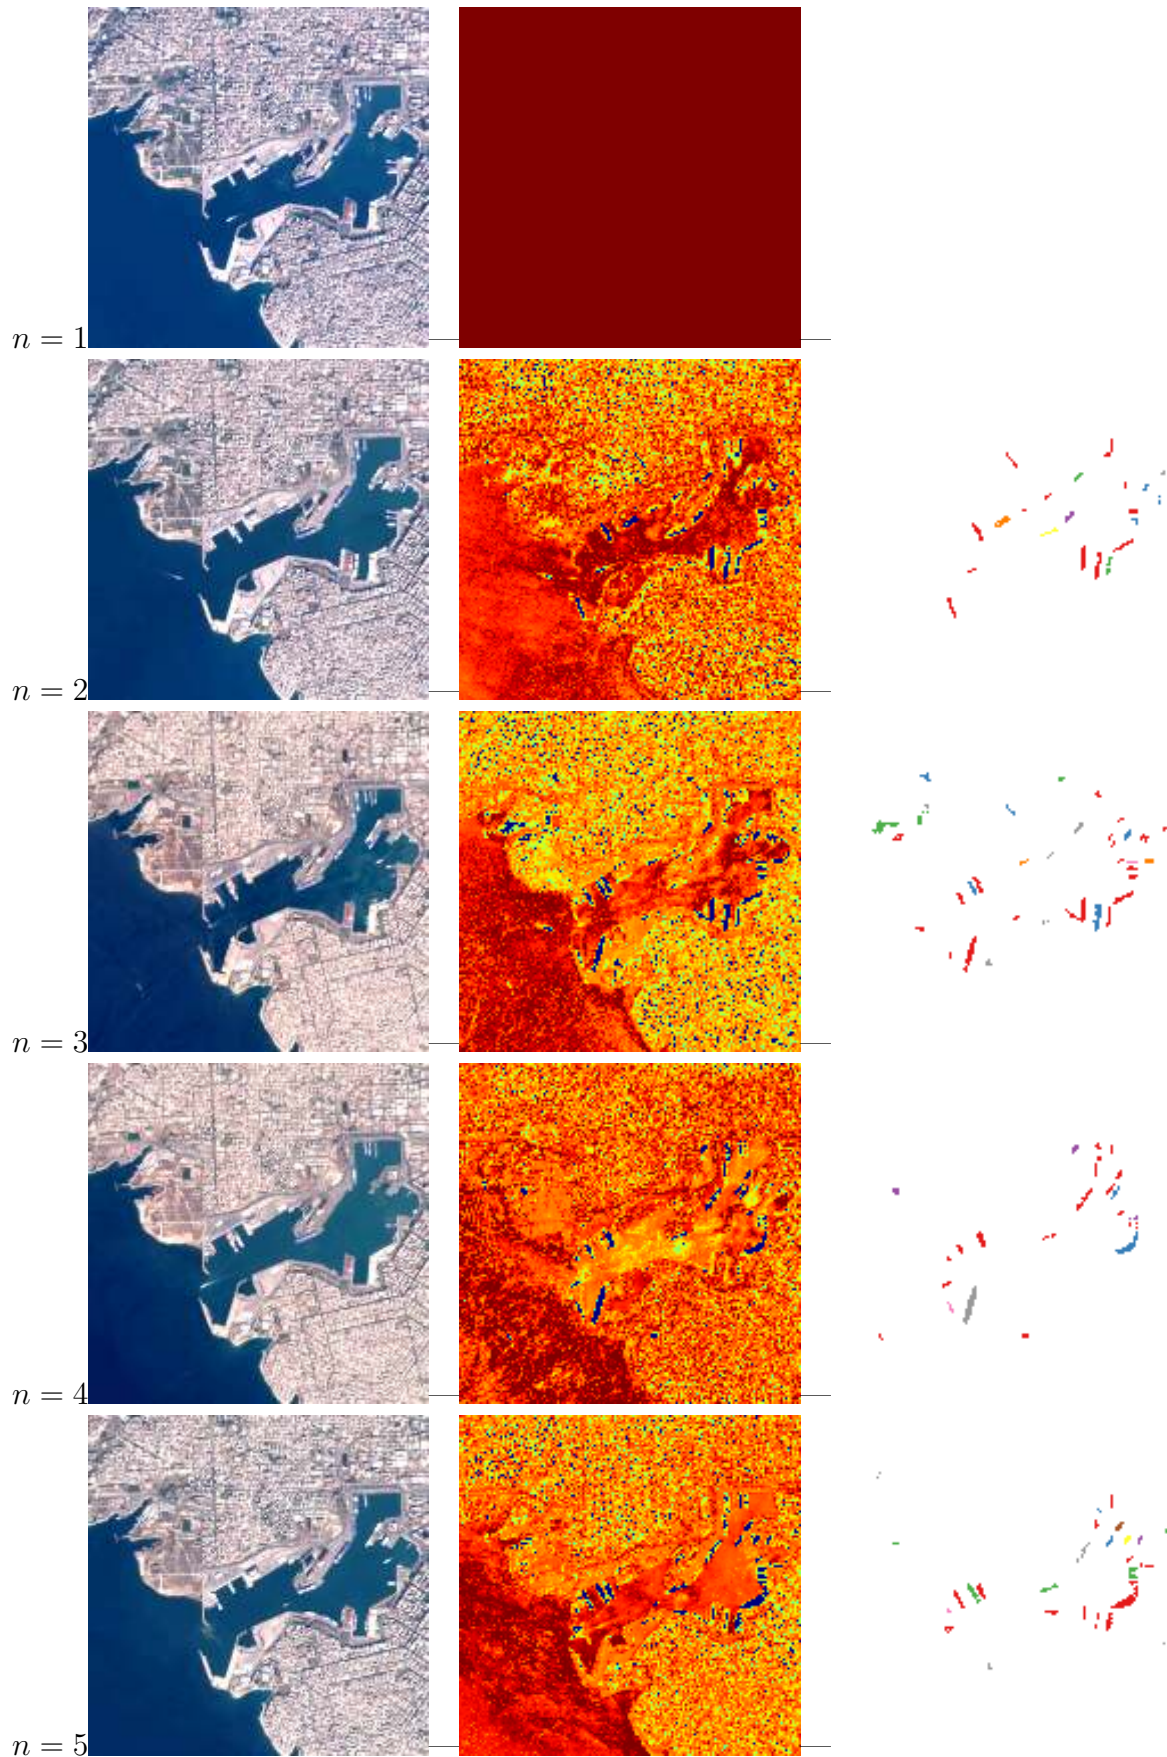 n = 1
n = 2
n = 3
n = 4
n = 5